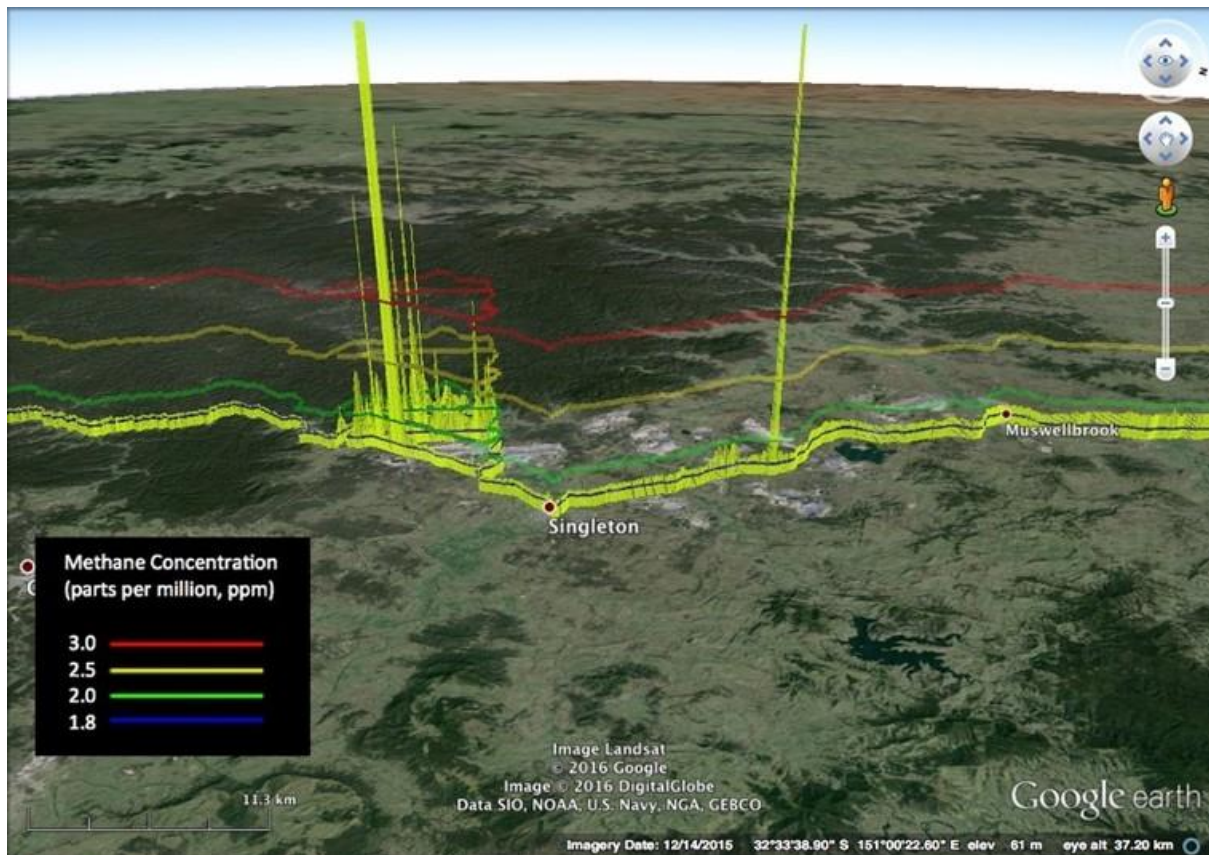 N
Muswellbrook
Singleton
Methane Concentration
(parts per million, ppm)
3.0
2.5
2.0
1.8
11.3 km
Image Landsat
© 2016 Google
Image © 2016 DigitalGlobe
Data SIO, NOAA, U.S. Navy, NGA, GEBCO
Google earth
Imagery Date: 12/14/2015 32°33'38.90" S 151°00'22.60" E elev 61 m eye alt 37.20 km